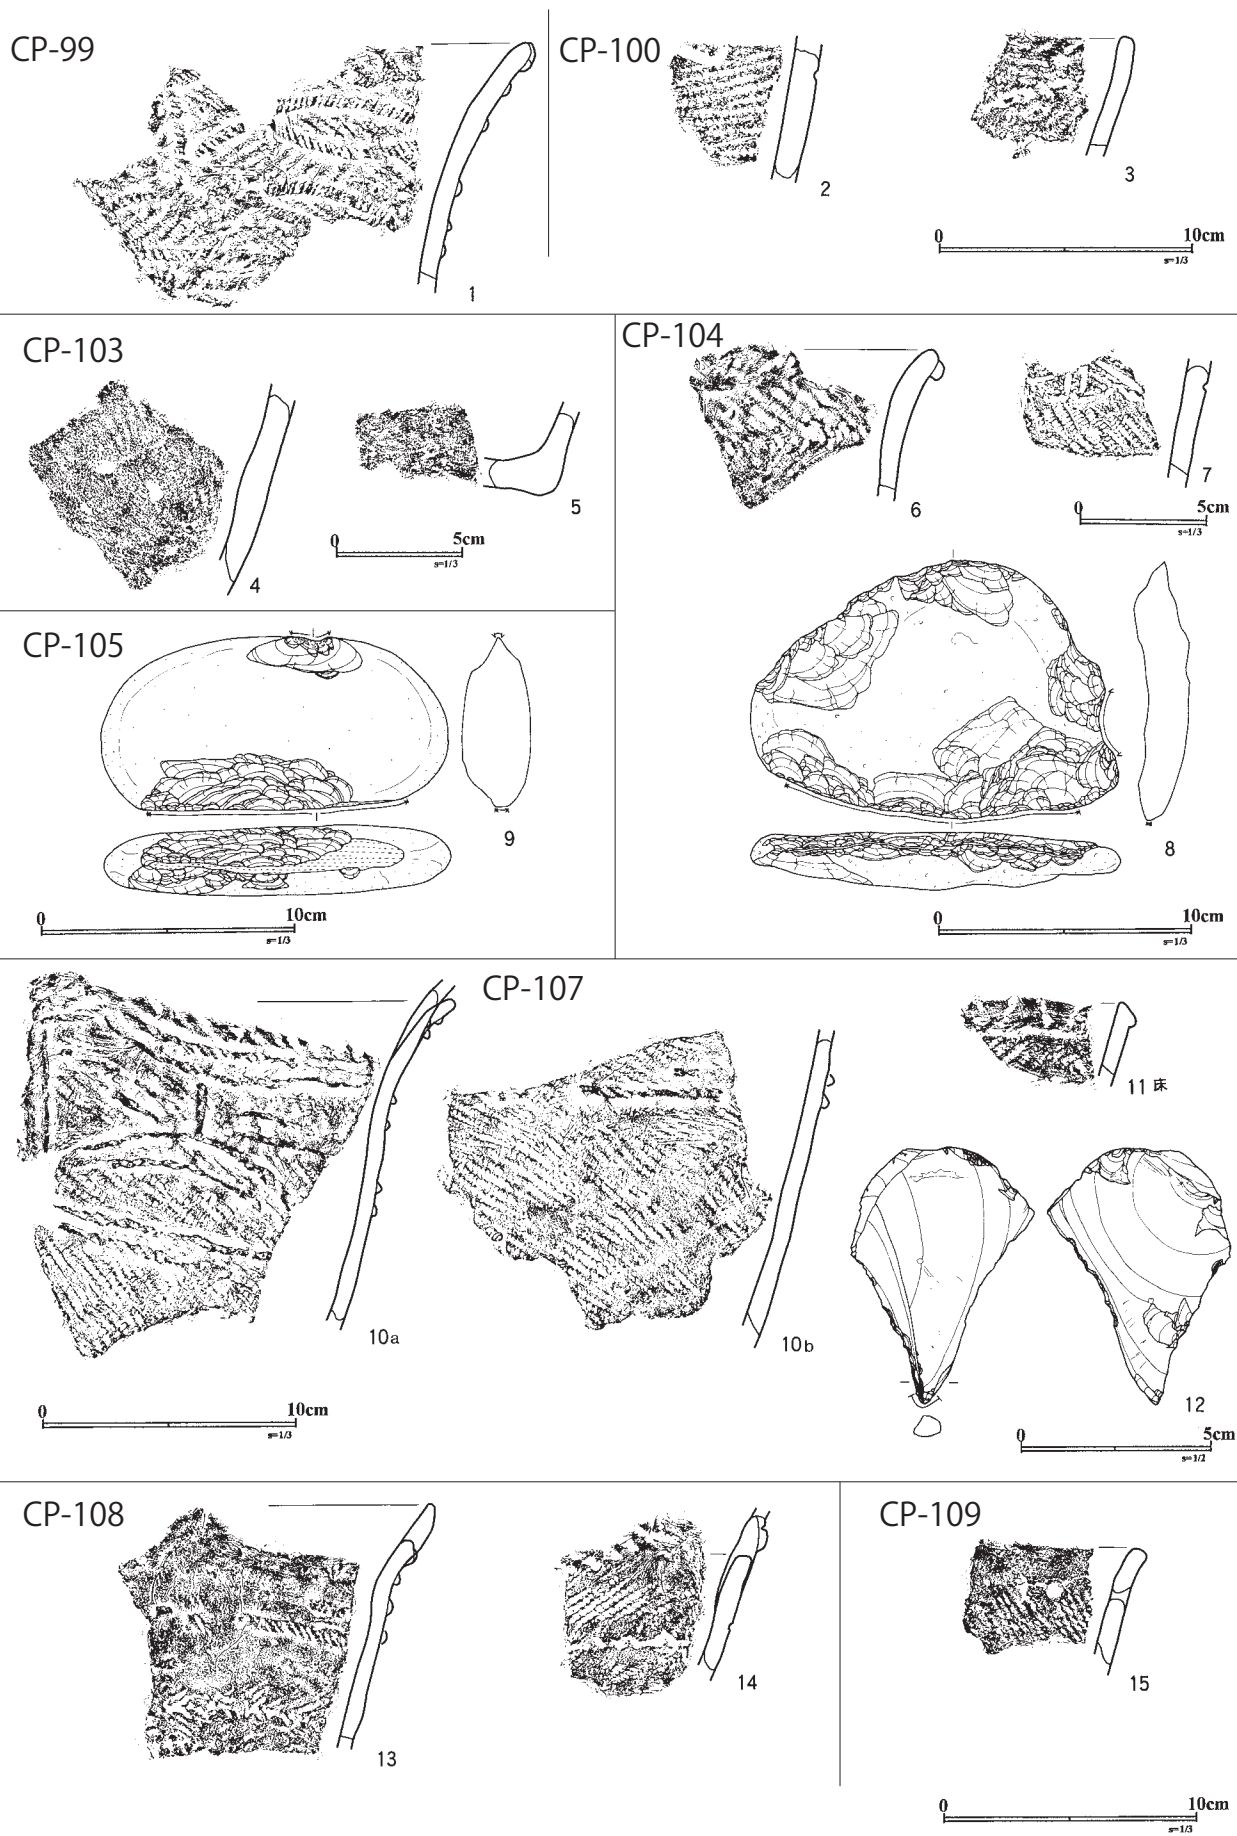 CP-99
1
CP-100
2
3
0 10cm
s=1/3
CP-103
4
5
0 5cm
s=1/3
CP-104
6
7
0 5cm
s=1/3
8
0 10cm
s=1/3
CP-105
9
0 10cm
s=1/3
CP-107
10a
10b
11床
12
0 10cm
s=1/3
0 5cm
s=1/2
CP-108
13
14
CP-109
15
0 10cm
s=1/3